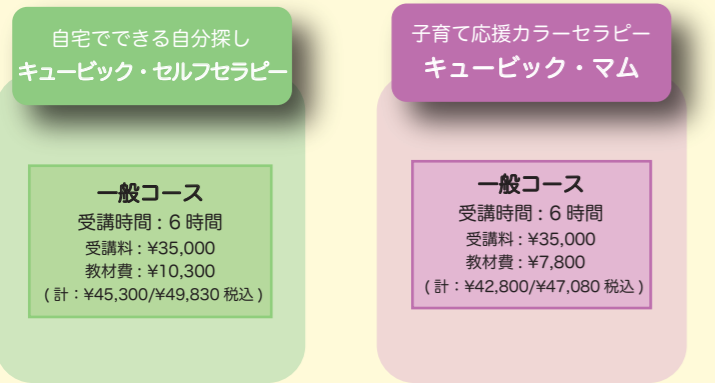 自宅でできる自分探し
キュービック・セルフセラピー
一般コース
受講時間 : 6 時間
受講料 : ¥35,000
教材費 : ¥10,300
( 計：¥45,300/¥49,830 税込 )
子育て応援カラーセラピー
キュービック・マム
一般コース
受講時間 : 6 時間
受講料 : ¥35,000
教材費 : ¥7,800
( 計：¥42,800/¥47,080 税込 )